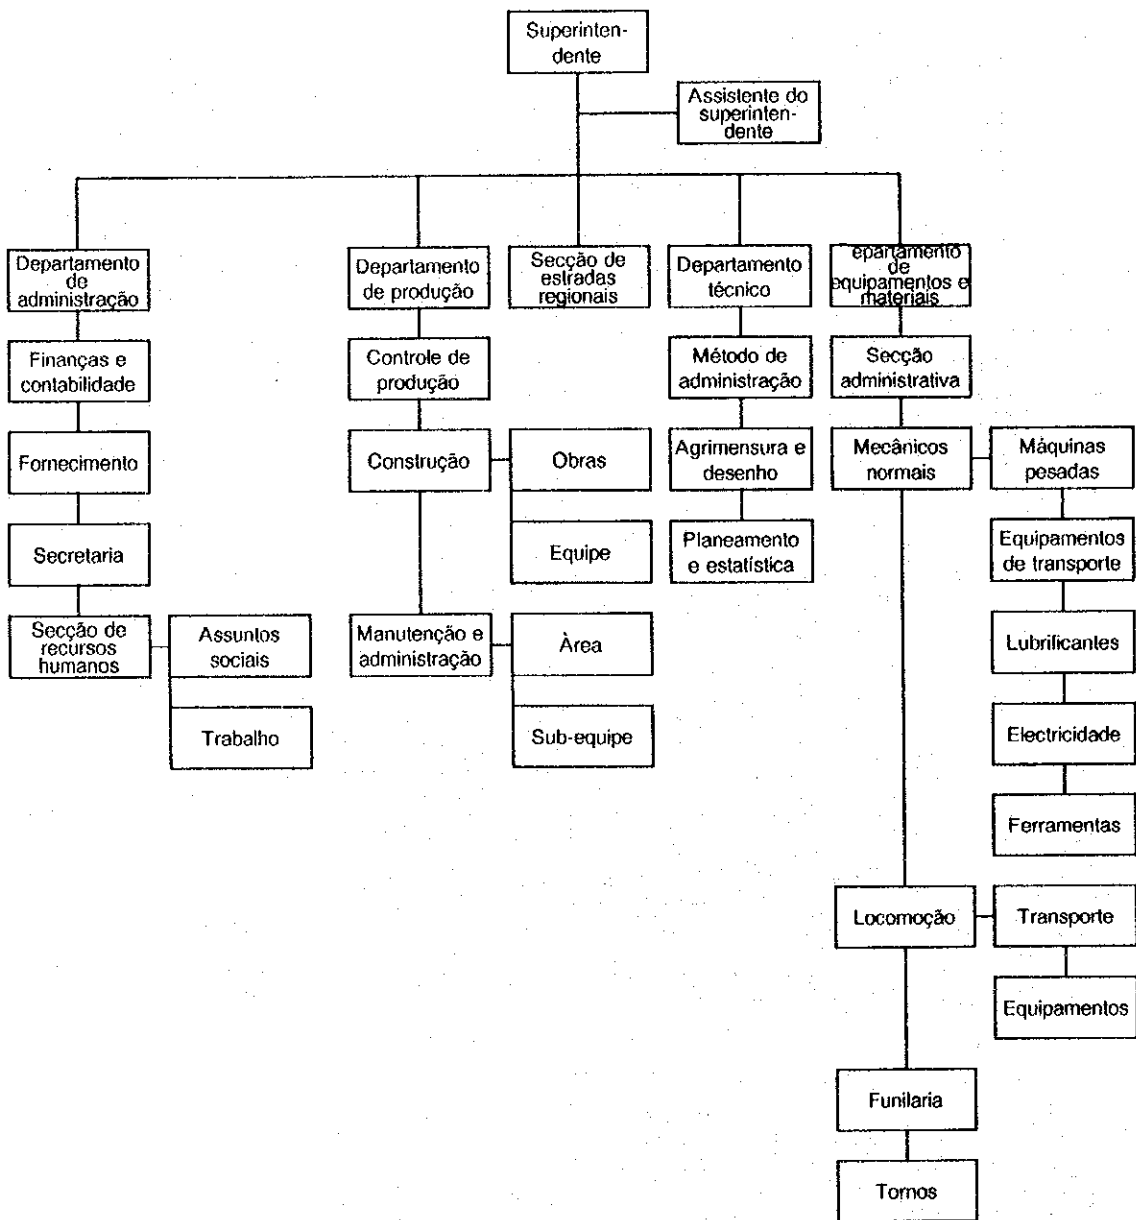 Superinten-
dente
Assistente do
superinten-
dente
Departamento
de
administração
Departamento
de produção
Secção de
estradas
regionais
Departamento
técnico
epartamento
de
equipamentos e
materiais
Finanças e
contabilidade
Controle de
produção
Método de
administração
Secção
administrativa
Fornecimento
Construção
Obras
Agrimensura e
desenho
Mecânicos
normais
Máquinas
pesadas
Secretaria
Equipe
Planeamento
e estatística
Equipamentos
de transporte
Secção de
recursos
humanos
Assuntos
sociais
Manutenção e
administração
Àrea
Lubrificantes
Trabalho
Sub-equipe
Electricidade
Ferramentas
Locomoção
Transporte
Equipamentos
Funilaria
Tornos